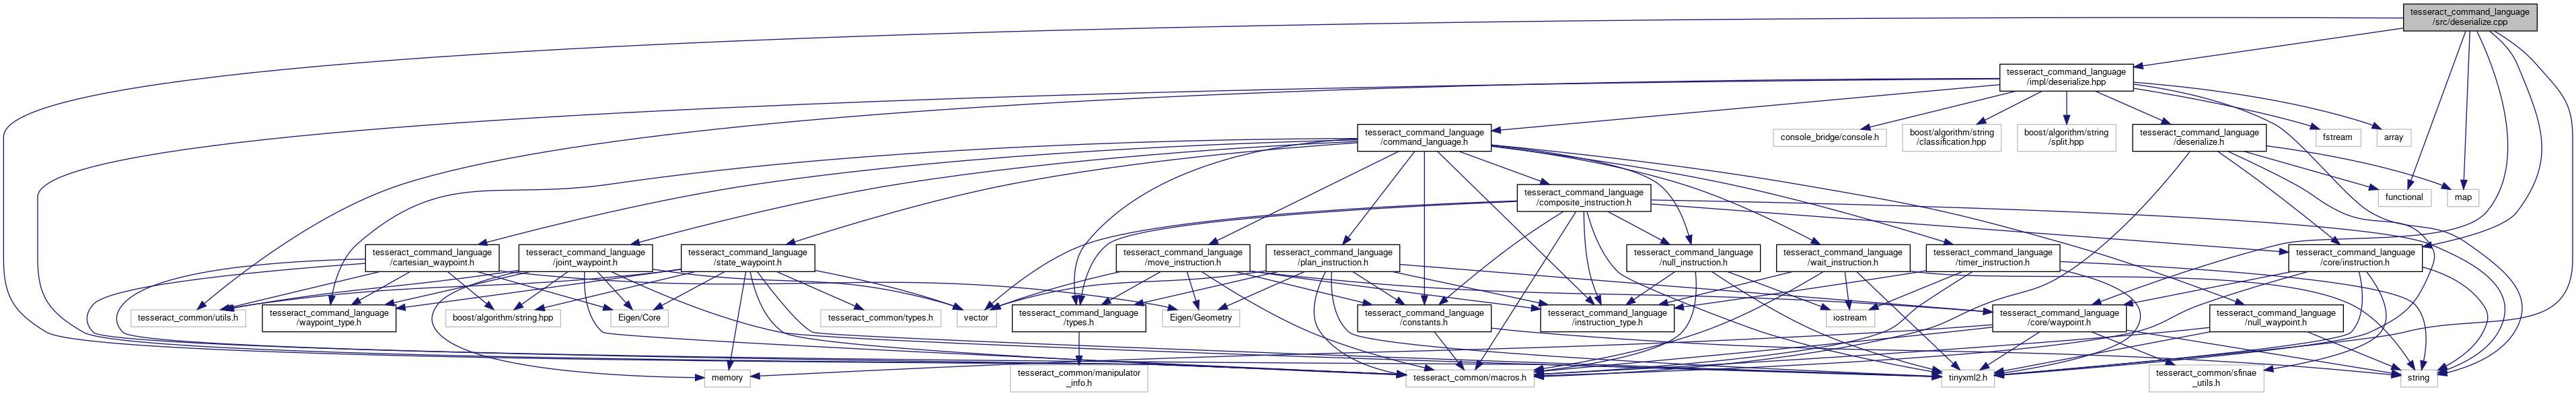 tesseract_command_language
/src/deserialize.cpp
tesseract_command_language
/impl/deserialize.hpp
tesseract_command_language
/command_language.h
console_bridge/console.h
boost/algorithm/string
/classification.hpp
boost/algorithm/string
/split.hpp
tesseract_command_language
/deserialize.h
fstream
array
tesseract_command_language
/composite_instruction.h
functional
map
tesseract_command_language
/cartesian_waypoint.h
tesseract_command_language
/joint_waypoint.h
tesseract_command_language
/state_waypoint.h
tesseract_command_language
/move_instruction.h
tesseract_command_language
/plan_instruction.h
tesseract_command_language
/null_instruction.h
tesseract_command_language
/wait_instruction.h
tesseract_command_language
/timer_instruction.h
tesseract_command_language
/core/instruction.h
tesseract_common/utils.h
tesseract_command_language
/waypoint_type.h
boost/algorithm/string.hpp
Eigen/Core
tesseract_common/types.h
vector
tesseract_command_language
/types.h
Eigen/Geometry
tesseract_command_language
/constants.h
tesseract_command_language
/instruction_type.h
iostream
tesseract_command_language
/core/waypoint.h
tesseract_command_language
/null_waypoint.h
memory
tesseract_common/manipulator
_info.h
tesseract_common/macros.h
tinyxml2.h
tesseract_common/sfinae
_utils.h
string